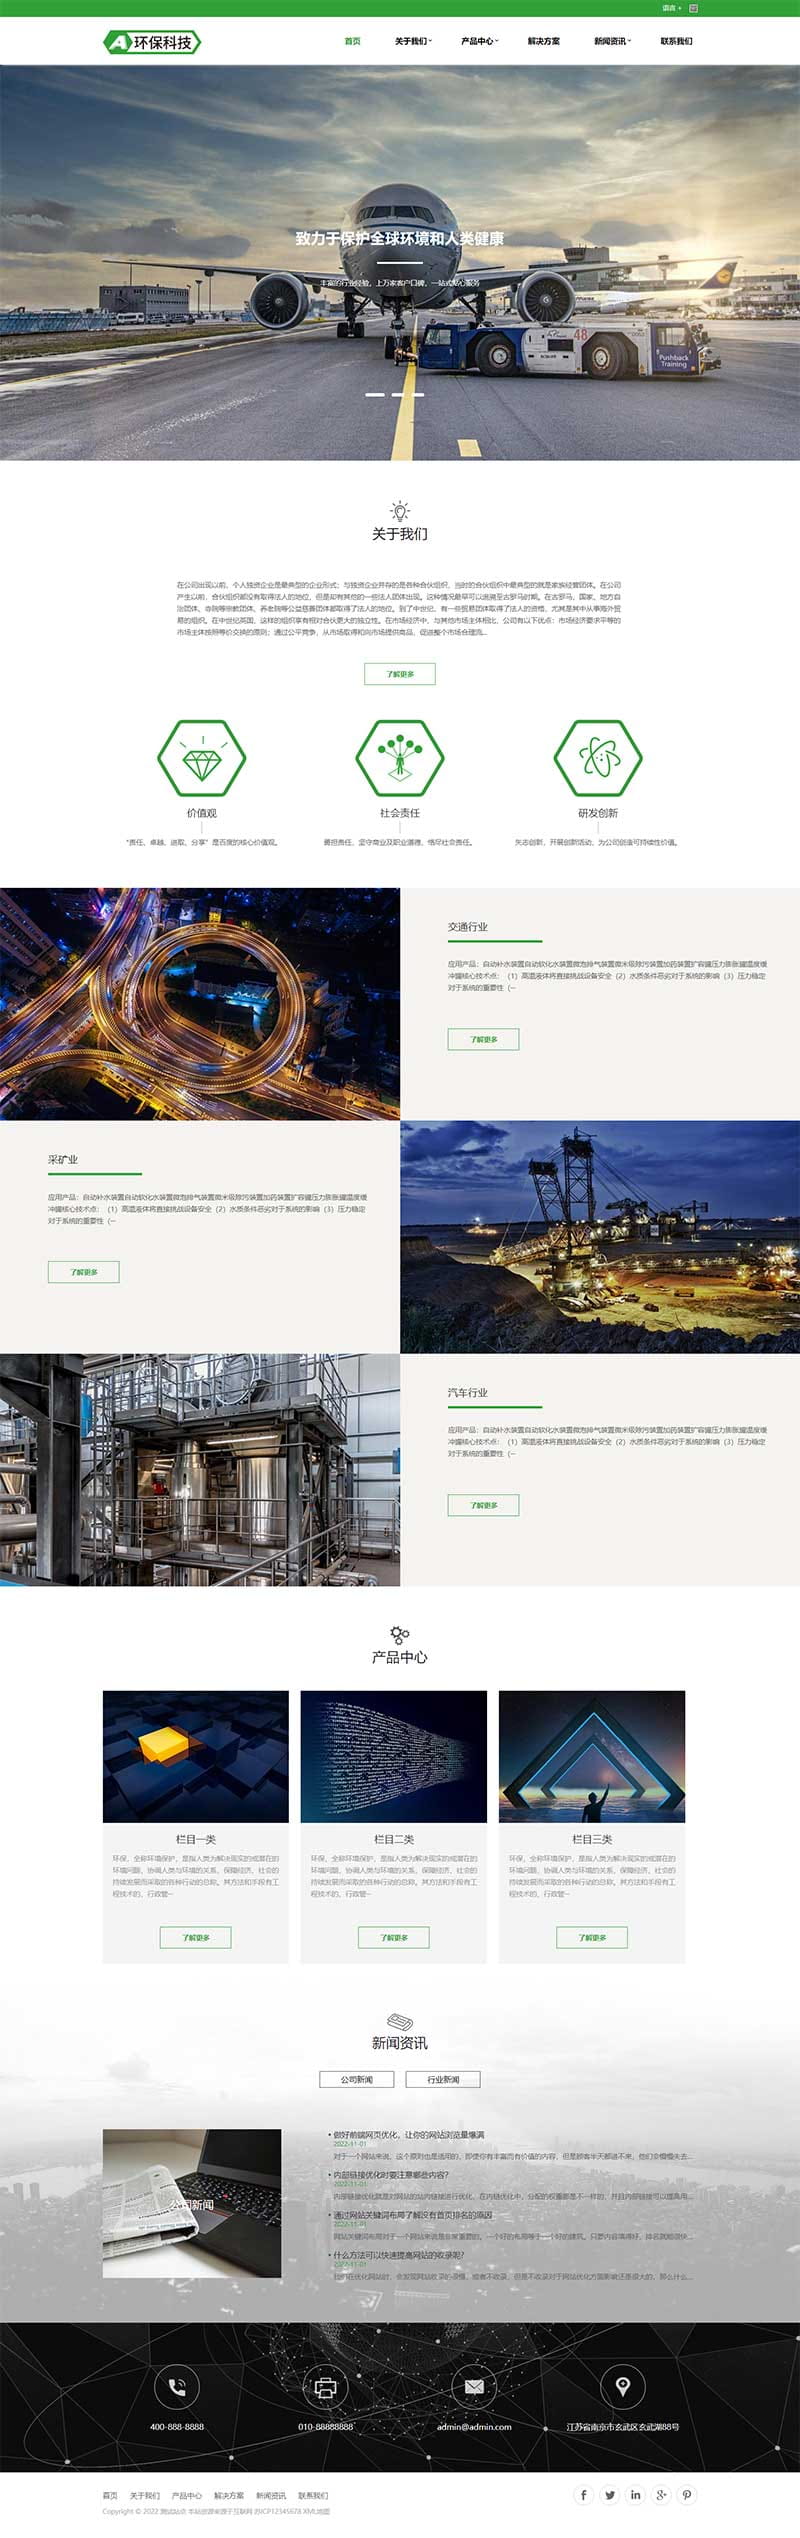 语言 +
A 环保科技
首页 关于我们 产品中心 解决方案 新闻资讯 联系我们
致力于保护全球环境和人类健康
丰富的行业经验，上万家客户口碑，一站式贴心服务
48
Pushback
Training
关于我们
在公司出现以前，个人独资企业是最典型的企业形式；与独资企业并存的是各种合伙组织，当时的合伙组织中最典型的就是家族经营团体。在公司
产生以前，合伙组织都没有取得法人的地位，但是却有其他的一些法人团体出现。这种情况最早可以追溯至古罗马时期。在古罗马，国家、地方自
治团体、寺院等宗教团体、养老院等公益慈善团体都取得了法人的地位。到了中世纪，有一些贸易团体取得了法人的资格，尤其是其中从事海外贸
易的组织。在中世纪英国，这样的组织享有相对合伙更大的独立性。在市场经济中，与其他市场主体相比，公司有以下优点：市场经济要求平等的
市场主体按照等价交换的原则；通过公平竞争，从市场取得和向市场提供商品，促进整个市场合理流...
了解更多
价值观 社会责任 研发创新
“责任、卓越、进取、分享”是百度的核心价值观。
勇担责任，坚守商业及职业道德，恪尽社会责任。
矢志创新，开展创新活动，为公司创造可持续性价值。
交通行业
应用产品：自动补水装置自动软化水装置微泡排气装置微米级除污装置加药装置扩容罐压力膨胀罐温度缓
冲罐核心技术点：（1）高温液体将直接挑战设备安全（2）水质条件恶劣对于系统的影响（3）压力稳定
对于系统的重要性（···
了解更多
采矿业
应用产品：自动补水装置自动软化水装置微泡排气装置微米级除污装置加药装置扩容罐压力膨胀罐温度缓
冲罐核心技术点：（1）高温液体将直接挑战设备安全（2）水质条件恶劣对于系统的影响（3）压力稳定
对于系统的重要性（···
了解更多
汽车行业
应用产品：自动补水装置自动软化水装置微泡排气装置微米级除污装置加药装置扩容罐压力膨胀罐温度缓
冲罐核心技术点：（1）高温液体将直接挑战设备安全（2）水质条件恶劣对于系统的影响（3）压力稳定
对于系统的重要性（···
了解更多
产品中心
栏目一类
环保，全称环境保护，是指人类为解决现实的或潜在的
环境问题，协调人类与环境的关系，保障经济、社会的
持续发展而采取的各种行动的总称。其方法和手段有工
程技术的、行政管···
了解更多
栏目二类
环保，全称环境保护，是指人类为解决现实的或潜在的
环境问题，协调人类与环境的关系，保障经济、社会的
持续发展而采取的各种行动的总称。其方法和手段有工
程技术的、行政管···
了解更多
栏目三类
环保，全称环境保护，是指人类为解决现实的或潜在的
环境问题，协调人类与环境的关系，保障经济、社会的
持续发展而采取的各种行动的总称。其方法和手段有工
程技术的、行政管···
了解更多
新闻资讯
公司新闻 行业新闻
公司新闻
• 做好前端网页优化，让你的网站浏览量爆满
2022-11-01
对于一个网站来说，这个原则也是适用的，即便你有丰富而有价值的内容，但是顾客半天都进不来，他们会慢慢失去...
• 内部链接优化时要注意哪些内容？
2022-11-01
内部链接优化就是对网站的站内链接进行优化，在内链优化中，分配的权重都是不一样的，并且内部链接可以提高用...
• 通过网站关键词布局了解没有首页排名的原因
2022-11-01
网站关键词布局对于一个网站来说是非常重要的。一个好的布局等于一个好的建筑。只要内容填得好，排名就能很快...
• 什么方法可以快速提高网站的收录呢？
2022-11-01
我们在优化网站时，会发现网站收录的很慢，或者不收录，但是不收录对于网站优化方面影响还是很大的，那么什么...
400-888-8888 010-88888888 admin@admin.com 江苏省南京市玄武区玄武湖88号
首页 关于我们 产品中心 解决方案 新闻资讯 联系我们
Copyright © 2022 测试站点 本站资源来源于互联网 苏ICP12345678 XML地图